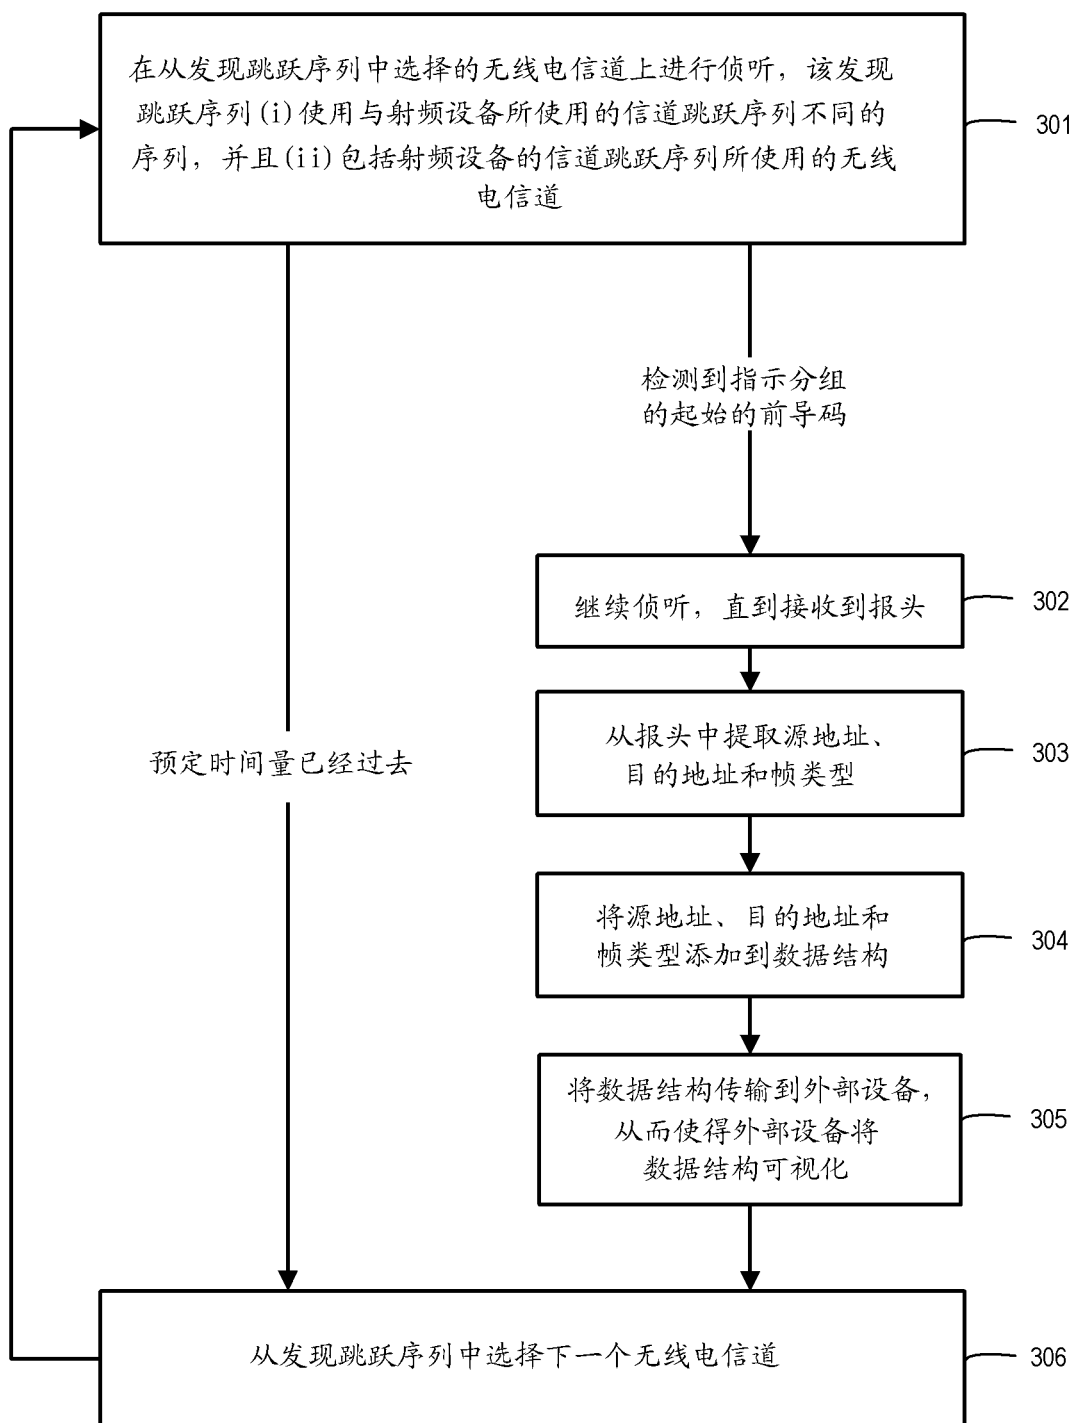 在从发现跳跃序列中选择的无线电信道上进行侦听，该发现
跳跃序列(i)使用与射频设备所使用的信道跳跃序列不同的
序列，并且(ii)包括射频设备的信道跳跃序列所使用的无线
电信道
301
检测到指示分组
的起始的前导码
继续侦听，直到接收到报头
302
从报头中提取源地址、
目的地址和帧类型
303
预定时间量已经过去
将源地址、目的地址和
帧类型添加到数据结构
304
将数据结构传输到外部设备，
从而使得外部设备将
数据结构可视化
305
从发现跳跃序列中选择下一个无线电信道
306